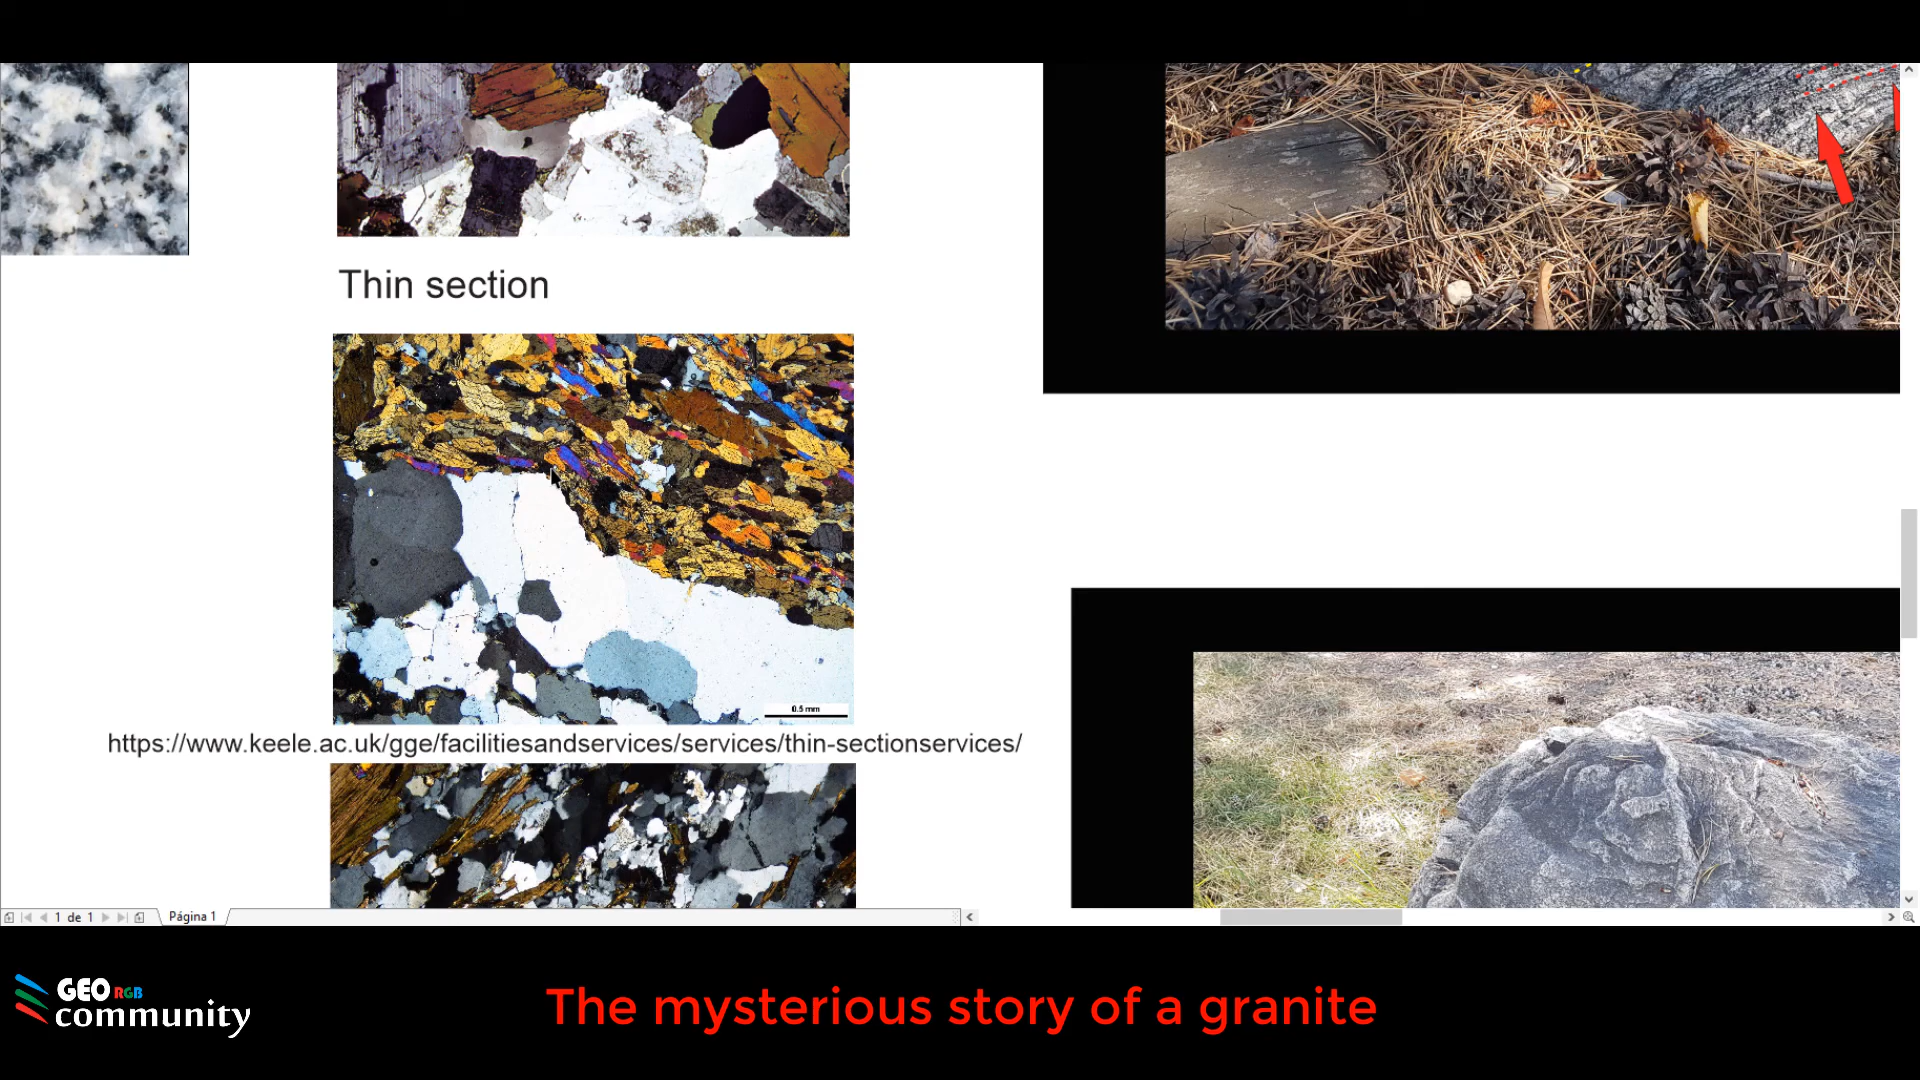 Thin section
0.5 mm
https://www.keele.ac.uk/gge/facilitiesandservices/services/thin-sectionservices/
1 de 1
Página 1
GEO RGB
community
The mysterious story of a granite